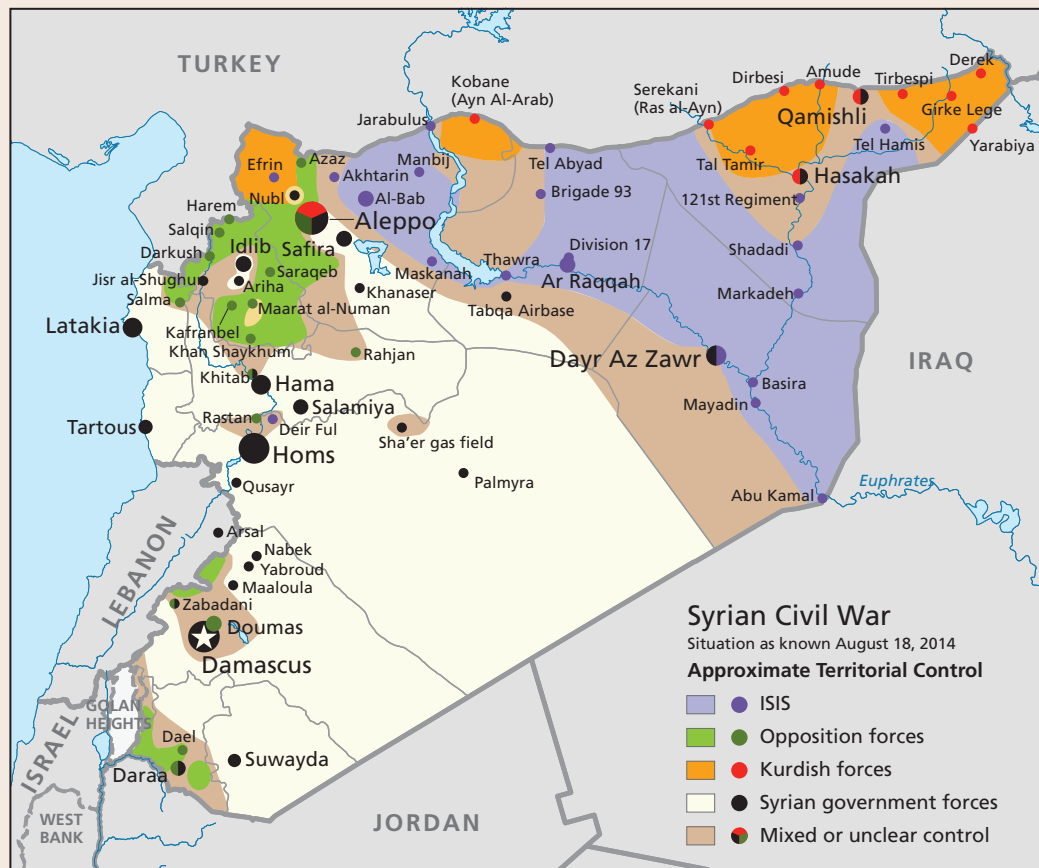 TURKEY
Kobane
(Ayn Al-Arab)
Serekani
(Ras al-Ayn)
Dirbesi
Amude
Tirbespi
Derek
Qamishli
Girke Lege
Jarabulus
Tel Hamis
Yarabiya
Efrin
Azaz
Akhtarin
Manbij
Tel Abyad
Tal Tamir
Hasakah
Nubl
Al-Bab
Brigade 93
121st Regiment
Harem
Aleppo
Salqin
Idlib
Safira
Darkush
Division 17
Shadadi
Jisr al-Shughur
Saraqeb
Maskanah
Thawra
Ar Raqqah
Ariha
Khanaser
Markadeh
Salma
Maarat al-Numan
Tabqa Airbase
Latakia
Kafranbel
Khan Shaykhum
Rahjan
Dayr Az Zawr
IRAQ
Khitab
Hama
Basira
Salamiya
Mayadin
Rastan
Tartous
Deir Ful
Sha'er gas field
Homs
Qusayr
Palmyra
Euphrates
Abu Kamal
LEBANON
Arsal
Nabek
Yabroud
Maaloula
Zabadani
Doumas
Damascus
GOLAN
HEIGHTS
ISRAEL
Dael
Daraa
Suwayda
WEST
BANK
JORDAN
Syrian Civil War
Situation as known August 18, 2014
Approximate Territorial Control
ISIS
Opposition forces
Kurdish forces
Syrian government forces
Mixed or unclear control